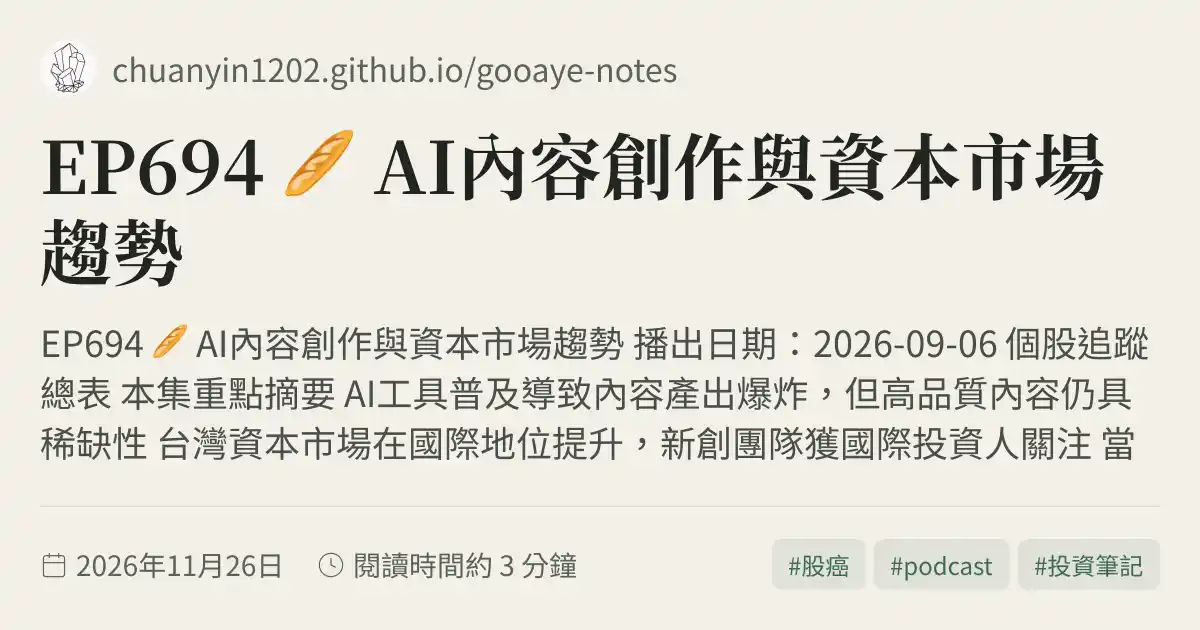 chuanyin1202.github.io/gooaye-notes
EP694 🥖 AI內容創作與資本市場
趨勢
EP694 🥖 AI內容創作與資本市場趨勢 播出日期：2026-09-06 個股追蹤
總表 本集重點摘要 AI工具普及導致內容產出爆炸，但高品質內容仍具
稀缺性 台灣資本市場在國際地位提升，新創團隊獲國際投資人關注 當
2026年11月26日 閱讀時間約 3 分鐘 #股癌 #podcast #投資筆記